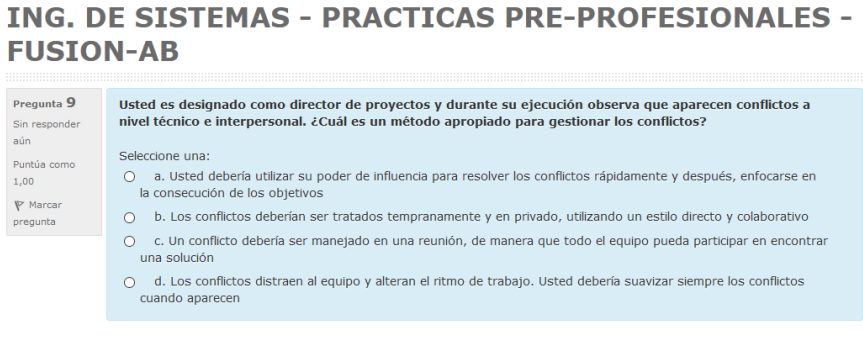 ING. DE SISTEMAS - PRACTICAS PRE-PROFESIONALES -
FUSION-AB
Pregunta 9
Sin responder
aún
Puntúa como
1,00
Marcar
pregunta
Usted es designado como director de proyectos y durante su ejecución observa que aparecen conflictos a
nivel técnico e interpersonal. ¿Cuál es un método apropiado para gestionar los conflictos?
Seleccione una:
a. Usted debería utilizar su poder de influencia para resolver los conflictos rápidamente y después, enfocarse en
la consecución de los objetivos
b. Los conflictos deberían ser tratados tempranamente y en privado, utilizando un estilo directo y colaborativo
c. Un conflicto debería ser manejado en una reunión, de manera que todo el equipo pueda participar en encontrar
una solución
d. Los conflictos distraen al equipo y alteran el ritmo de trabajo. Usted debería suavizar siempre los conflictos
cuando aparecen